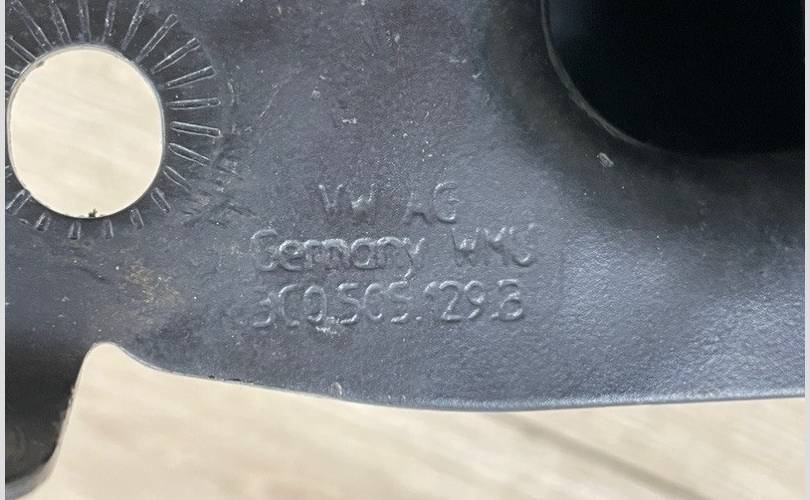 VW AG
Germany WMU
3C0.505.129.B